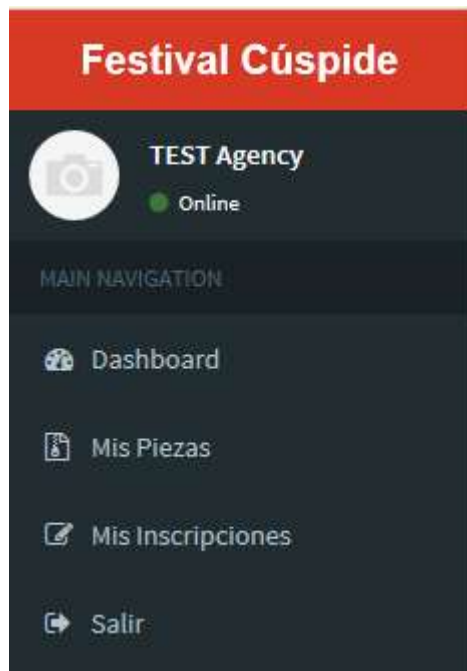 Festival Cúspide
TEST Agency
Online
MAIN NAVIGATION
Dashboard
Mis Piezas
Mis Inscripciones
Salir